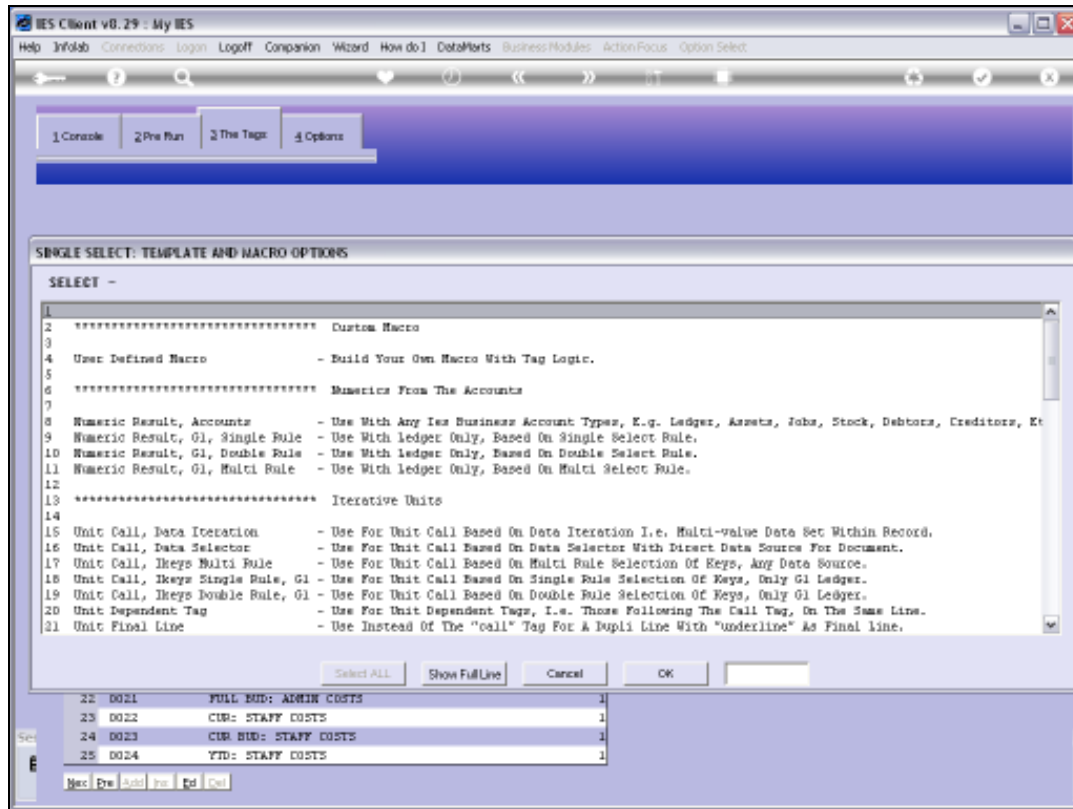 IES Client v8.29 : My IES
Help Infolab Connections Logon Logoff Companion Wizard How do I DataMarts Business Modules Action Focus Option Select
1 Console 2 Pre Run 3 The Tags 4 Options
SINGLE SELECT: TEMPLATE AND MACRO OPTIONS
SELECT -
1
2 ********************************* Custom Macro
3
4 User Defined Macro - Build Your Own Macro With Tag Logic.
5
6 ********************************* Numerics From The Accounts
7
8 Numeric Result, Accounts - Use With Any Ies Business Account Types, E.g. Ledger, Assets, Jobs, Stock, Debtors, Creditors, Et
9 Numeric Result, Gl, Single Rule - Use With Ledger Only, Based On Single Select Rule.
10 Numeric Result, Gl, Double Rule - Use With Ledger Only, Based On Double Select Rule.
11 Numeric Result, Gl, Multi Rule - Use With Ledger Only, Based On Multi Select Rule.
12
13 ********************************* Iterative Units
14
15 Unit Call, Data Iteration - Use For Unit Call Based On Data Iteration I.e. Multi-value Data Set Within Record.
16 Unit Call, Data Selector - Use For Unit Call Based On Data Selector With Direct Data Source For Document.
17 Unit Call, Ikeys Multi Rule - Use For Unit Call Based On Multi Rule Selection Of Keys, Any Data Source.
18 Unit Call, Ikeys Single Rule, Gl - Use For Unit Call Based On Single Rule Selection Of Keys, Only Gl Ledger.
19 Unit Call, Ikeys Double Rule, Gl - Use For Unit Call Based On Double Rule Selection Of Keys, Only Gl Ledger.
20 Unit Dependent Tag - Use For Unit Dependent Tags, I.e. Those Following The Call Tag, On The Same Line.
21 Unit Final Line - Use Instead Of The "call" Tag For A Dupli Line With "underline" As Final Line.
Select ALL Show Full Line Cancel OK
22 0021 FULL BUD: ADMIN COSTS 1
23 0022 CUR: STAFF COSTS 1
24 0023 CUR BUD: STAFF COSTS 1
25 0024 YTD: STAFF COSTS 1
Nex Pre Add Ins Ed Del